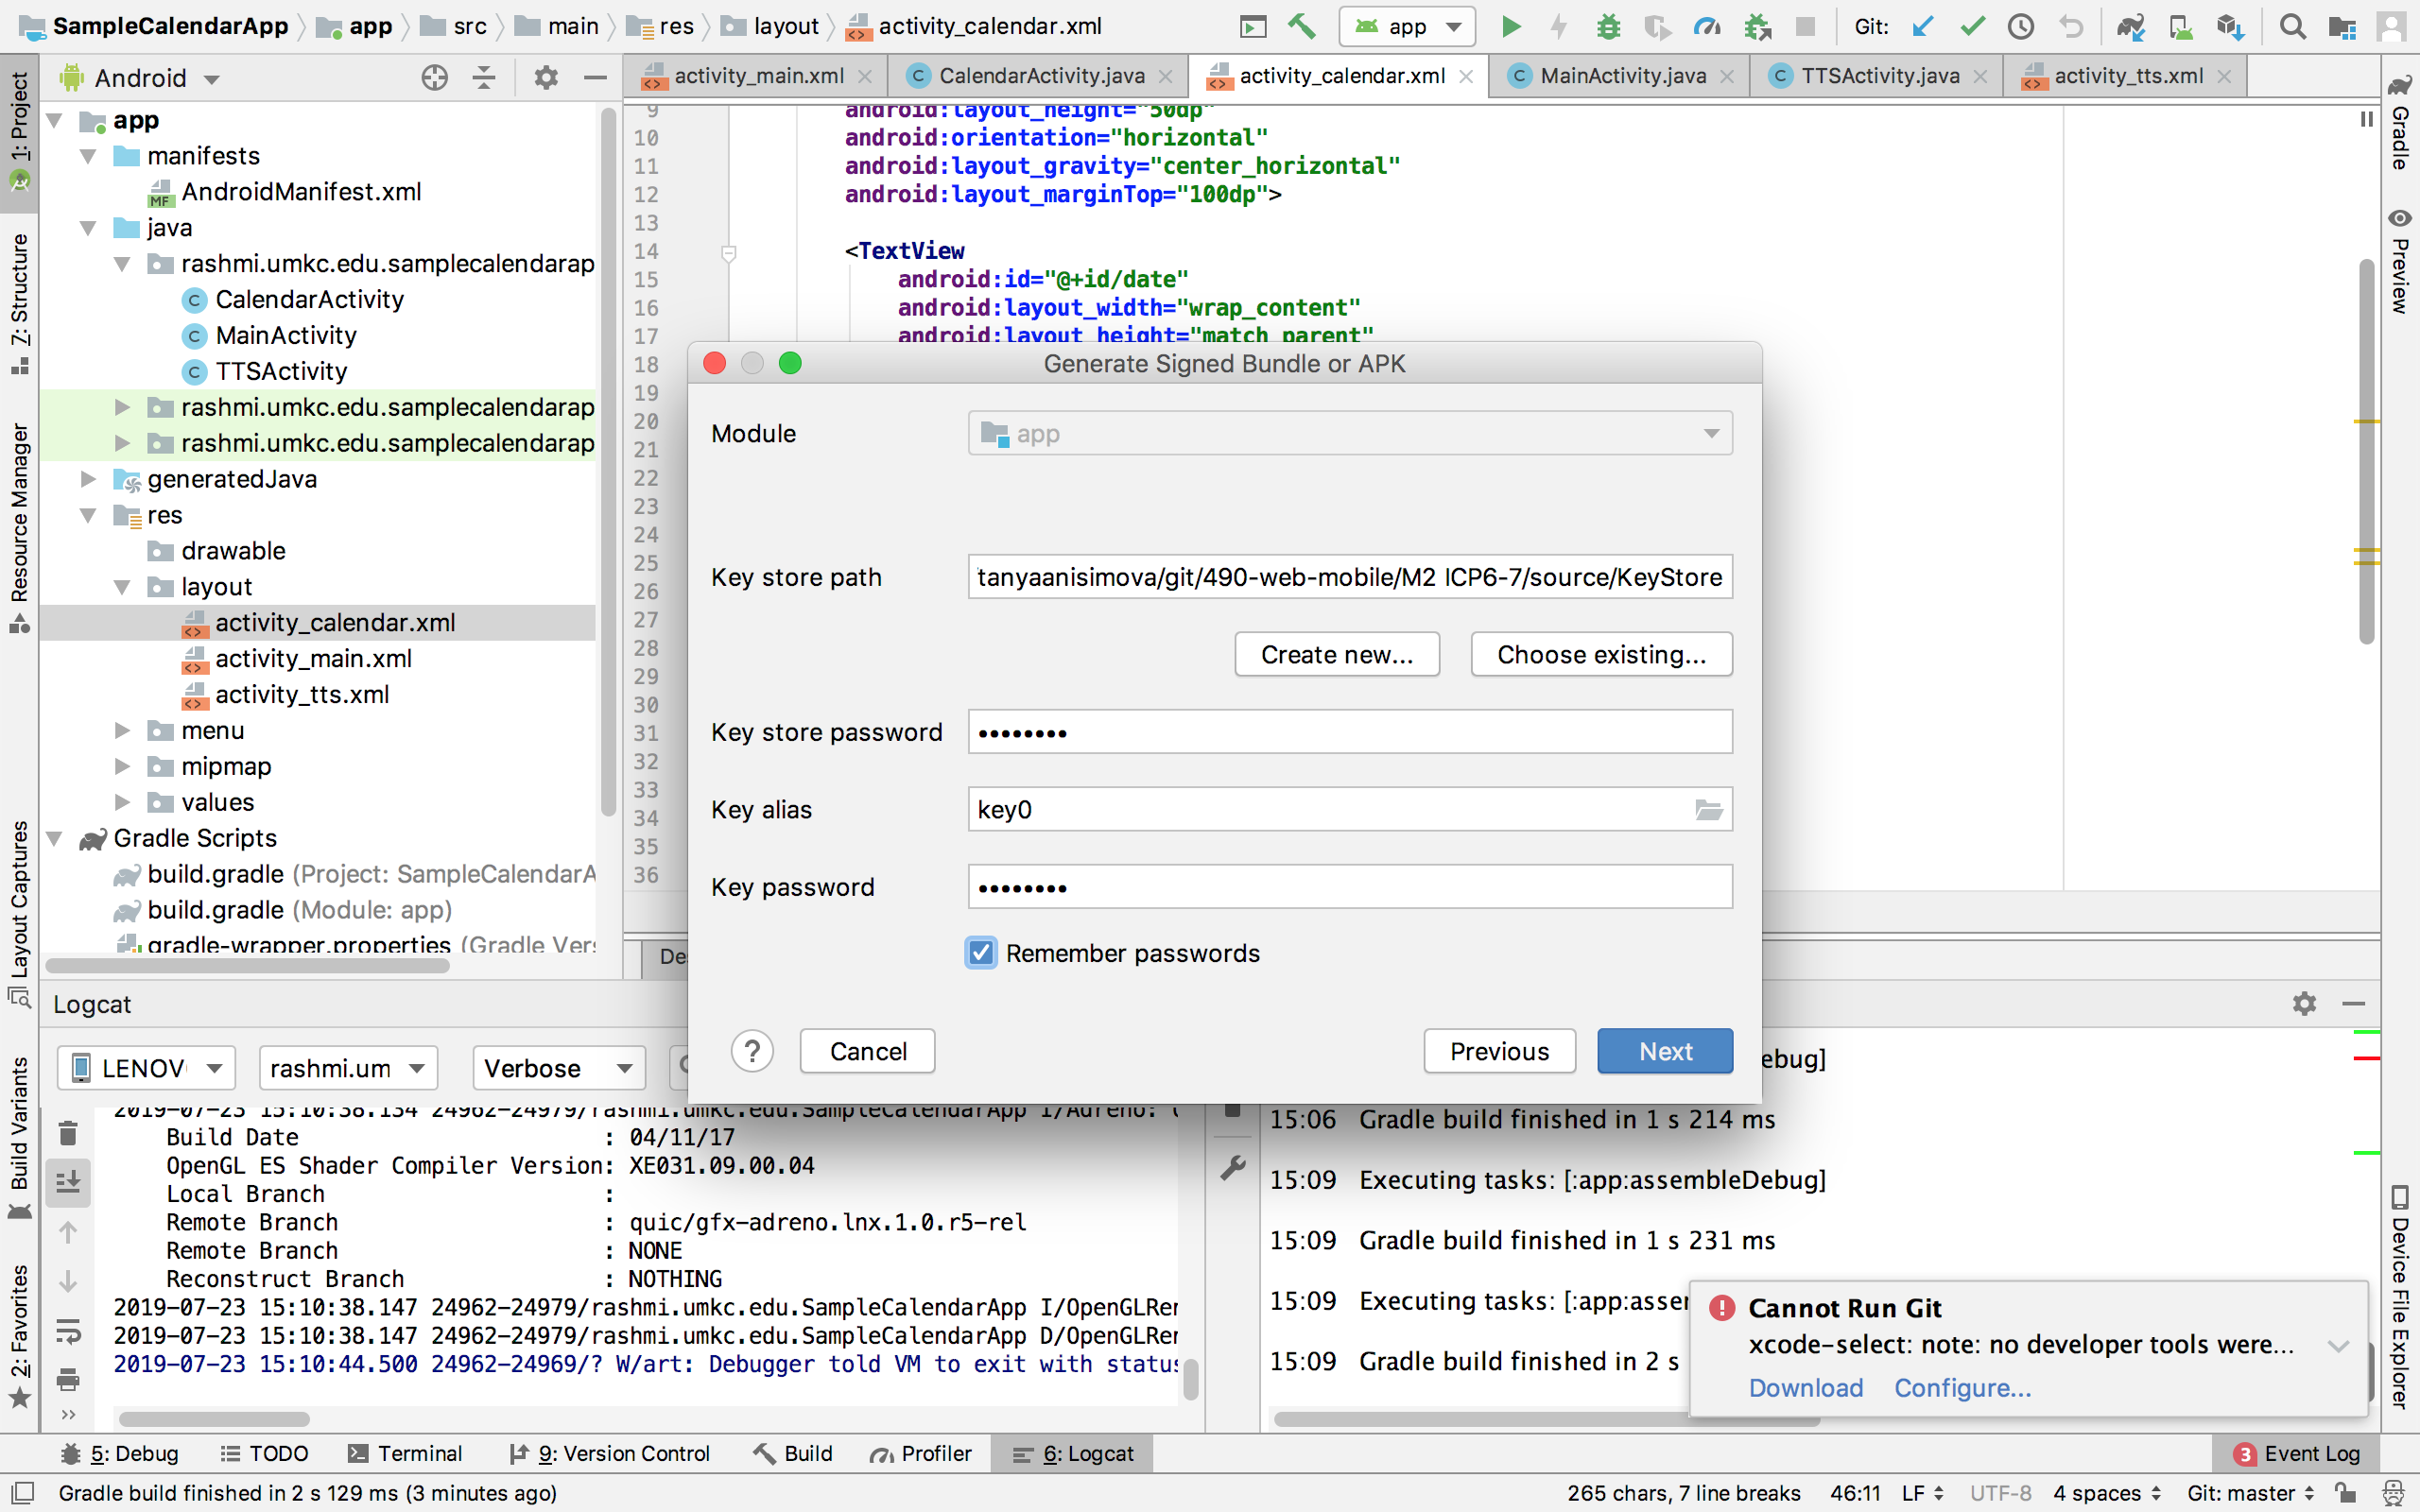 SampleCalendarApp app src main res layout activity_calendar.xml app Git:
Android
activity_main.xml CalendarActivity.java activity_calendar.xml MainActivity.java TTSActivity.java activity_tts.xml
1: Project
7: Structure
Resource Manager
Layout Captures
Build Variants
2: Favorites
app
manifests
AndroidManifest.xml
java
rashmi.umkc.edu.samplecalendarap
CalendarActivity
MainActivity
TTSActivity
rashmi.umkc.edu.samplecalendarap
rashmi.umkc.edu.samplecalendarap
generatedJava
res
drawable
layout
activity_calendar.xml
activity_main.xml
activity_tts.xml
menu
mipmap
values
Gradle Scripts
build.gradle (Project: SampleCalendarA
build.gradle (Module: app)
gradle-wrapper.properties (Gradle Vers
9 android:layout_height="50dp"
10 android:orientation="horizontal"
11 android:layout_gravity="center_horizontal"
12 android:layout_marginTop="100dp">
13
14 <TextView
15 android:id="@+id/date"
16 android:layout_width="wrap_content"
17 android:layout_height="match_parent"
18
19
20
21
22
23
24
25
26
27
28
29
30
31
32
33
34
35
36
Gradle
Preview
Device File Explorer
Generate Signed Bundle or APK
Module app
Key store path tanyaanisimova/git/490-web-mobile/M2 ICP6-7/source/KeyStore
Create new... Choose existing...
Key store password ••••••••
Key alias key0
Key password ••••••••
Remember passwords
? Cancel Previous Next
Logcat
LENOV rashmi.um Verbose
2019-07-23 15:10:38.134 24962-24979/rashmi.umkc.edu.SampleCalendarApp I/Adreno:
Build Date : 04/11/17
OpenGL ES Shader Compiler Version: XE031.09.00.04
Local Branch :
Remote Branch : quic/gfx-adreno.lnx.1.0.r5-rel
Remote Branch : NONE
Reconstruct Branch : NOTHING
2019-07-23 15:10:38.147 24962-24979/rashmi.umkc.edu.SampleCalendarApp I/OpenGLRer
2019-07-23 15:10:38.147 24962-24979/rashmi.umkc.edu.SampleCalendarApp D/OpenGLRer
2019-07-23 15:10:44.500 24962-24969/? W/art: Debugger told VM to exit with status
ebug]
15:06 Gradle build finished in 1 s 214 ms
15:09 Executing tasks: [:app:assembleDebug]
15:09 Gradle build finished in 1 s 231 ms
15:09 Executing tasks: [:app:asser
15:09 Gradle build finished in 2 s
Cannot Run Git
xcode-select: note: no developer tools were...
Download Configure...
5: Debug TODO Terminal 9: Version Control Build Profiler 6: Logcat 3 Event Log
Gradle build finished in 2 s 129 ms (3 minutes ago) 265 chars, 7 line breaks 46:11 LF UTF-8 4 spaces Git: master